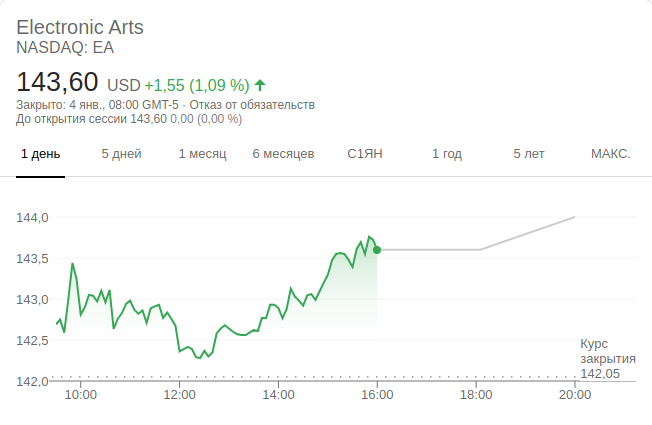 Electronic Arts
NASDAQ: EA
143,60 USD +1,55 (1,09 %)
Закрыто: 4 янв., 08:00 GMT-5 · Отказ от обязательств
До открытия сессии 143,60 0,00 (0,00 %)
1 день 5 дней 1 месяц 6 месяцев С1ЯН 1 год 5 лет МАКС.
144,0
143,5
143,0
142,5
142,0
Курс
закрытия
142,05
10:00 12:00 14:00 16:00 18:00 20:00